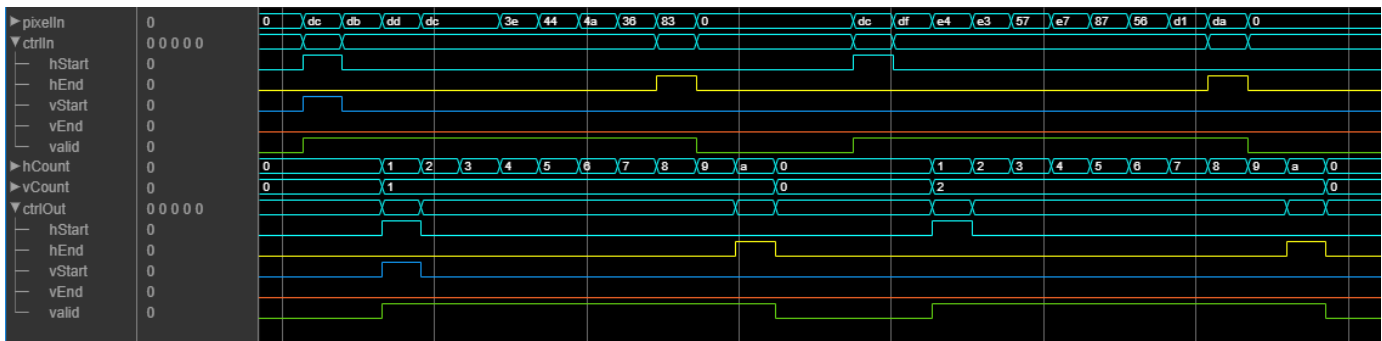 pixelIn 0 0 dc db dd dc 3e 44 4a 36 83 0 dc df e4 e3 57 e7 87 56 d1 da 0
ctrlIn 0 0 0 0 0
hStart 0
hEnd 0
vStart 0
vEnd 0
valid 0
hCount 0 0 1 2 3 4 5 6 7 8 9 a 0 1 2 3 4 5 6 7 8 9 a 0
vCount 0 0 1 0 2 0
ctrlOut 0 0 0 0 0
hStart 0
hEnd 0
vStart 0
vEnd 0
valid 0